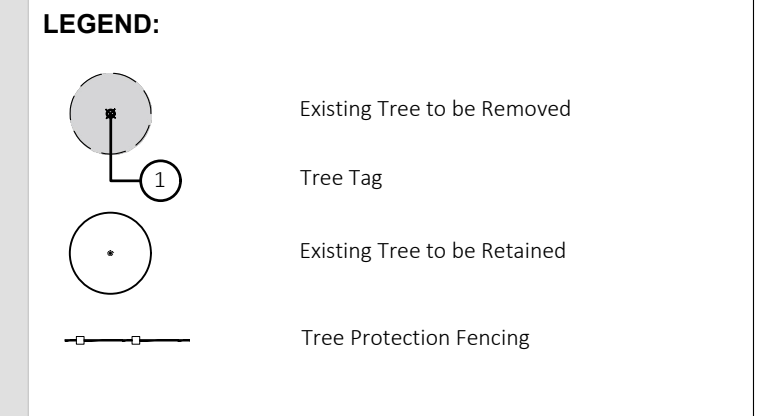 LEGEND:
Existing Tree to be Removed
1
Tree Tag
Existing Tree to be Retained
Tree Protection Fencing